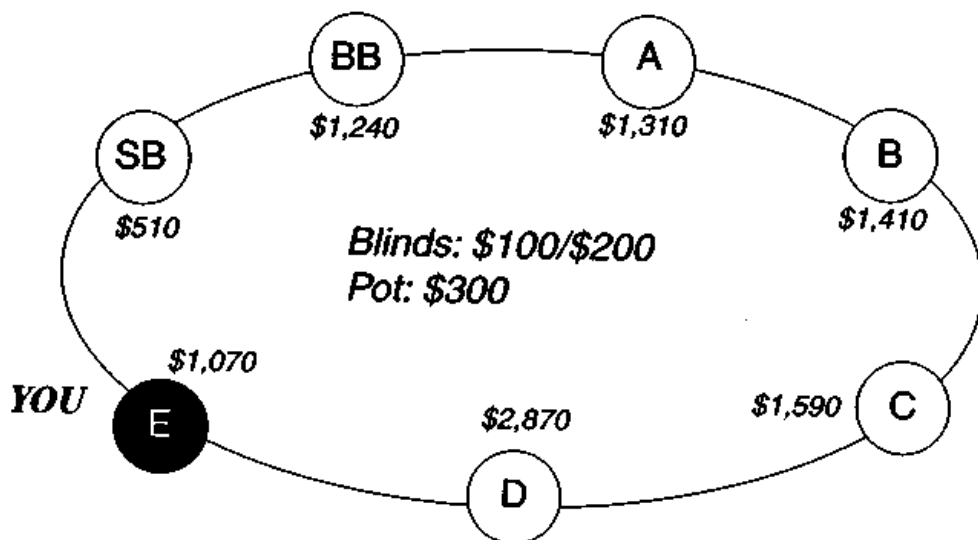 BB
$1,240
A
$1,310
SB
$510
B
$1,410
Blinds: $100/$200
Pot: $300
YOU
E
$1,070
D
$2,870
C
$1,590